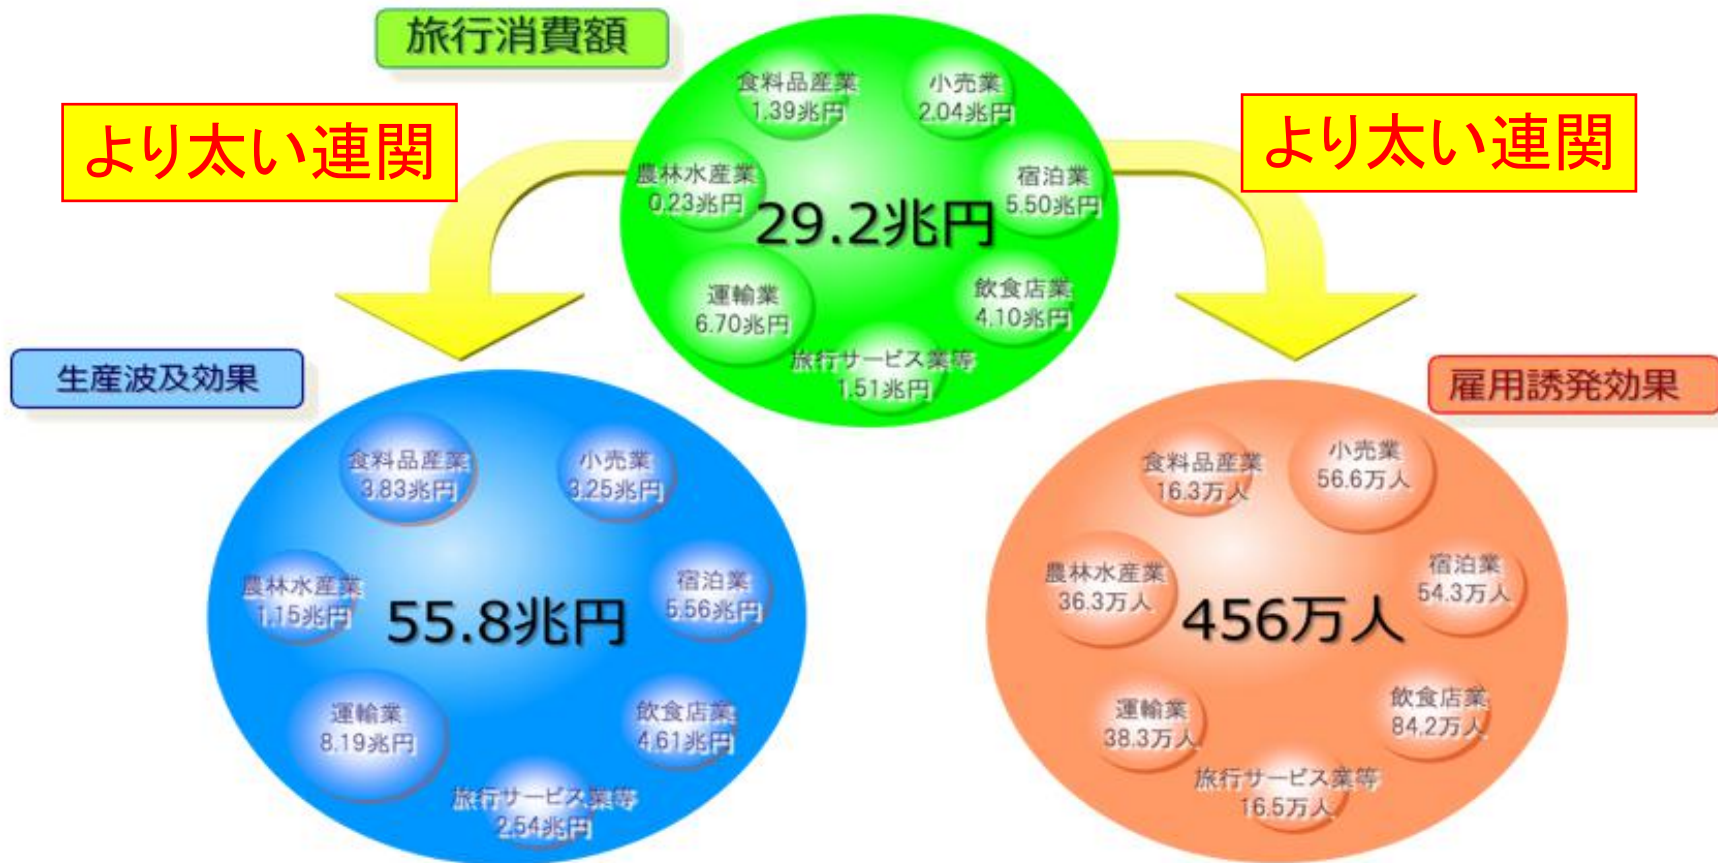 旅行消費額
より太い連関
より太い連関
食料品産業
1.39兆円
小売業
2.04兆円
農林水産業
0.23兆円
宿泊業
5.50兆円
29.2兆円
運輸業
6.70兆円
飲食店業
4.10兆円
旅行サービス業等
1.51兆円
生産波及効果
食料品産業
3.83兆円
小売業
3.25兆円
農林水産業
1.15兆円
宿泊業
5.56兆円
55.8兆円
運輸業
8.19兆円
飲食店業
4.61兆円
旅行サービス業等
2.54兆円
雇用誘発効果
食料品産業
16.3万人
小売業
56.6万人
農林水産業
36.3万人
宿泊業
54.3万人
456万人
運輸業
38.3万人
飲食店業
84.2万人
旅行サービス業等
16.5万人